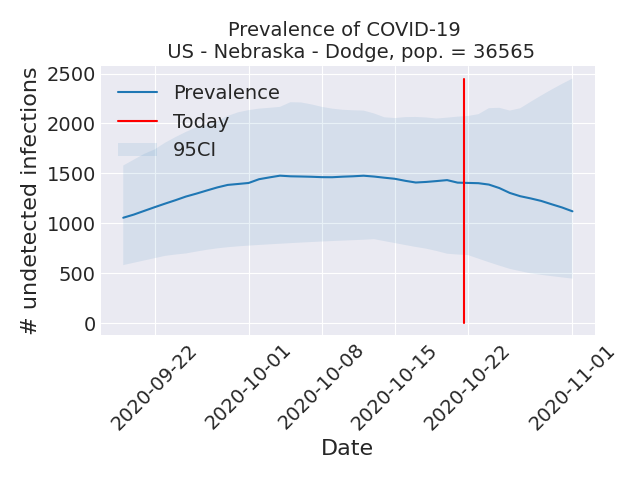 Prevalence of COVID-19
US - Nebraska - Dodge, pop. = 36565
# undetected infections
2500
2000
1500
1000
500
0
Prevalence
Today
95CI
2020-09-22
2020-10-01
2020-10-08
2020-10-15
2020-10-22
2020-11-01
Date